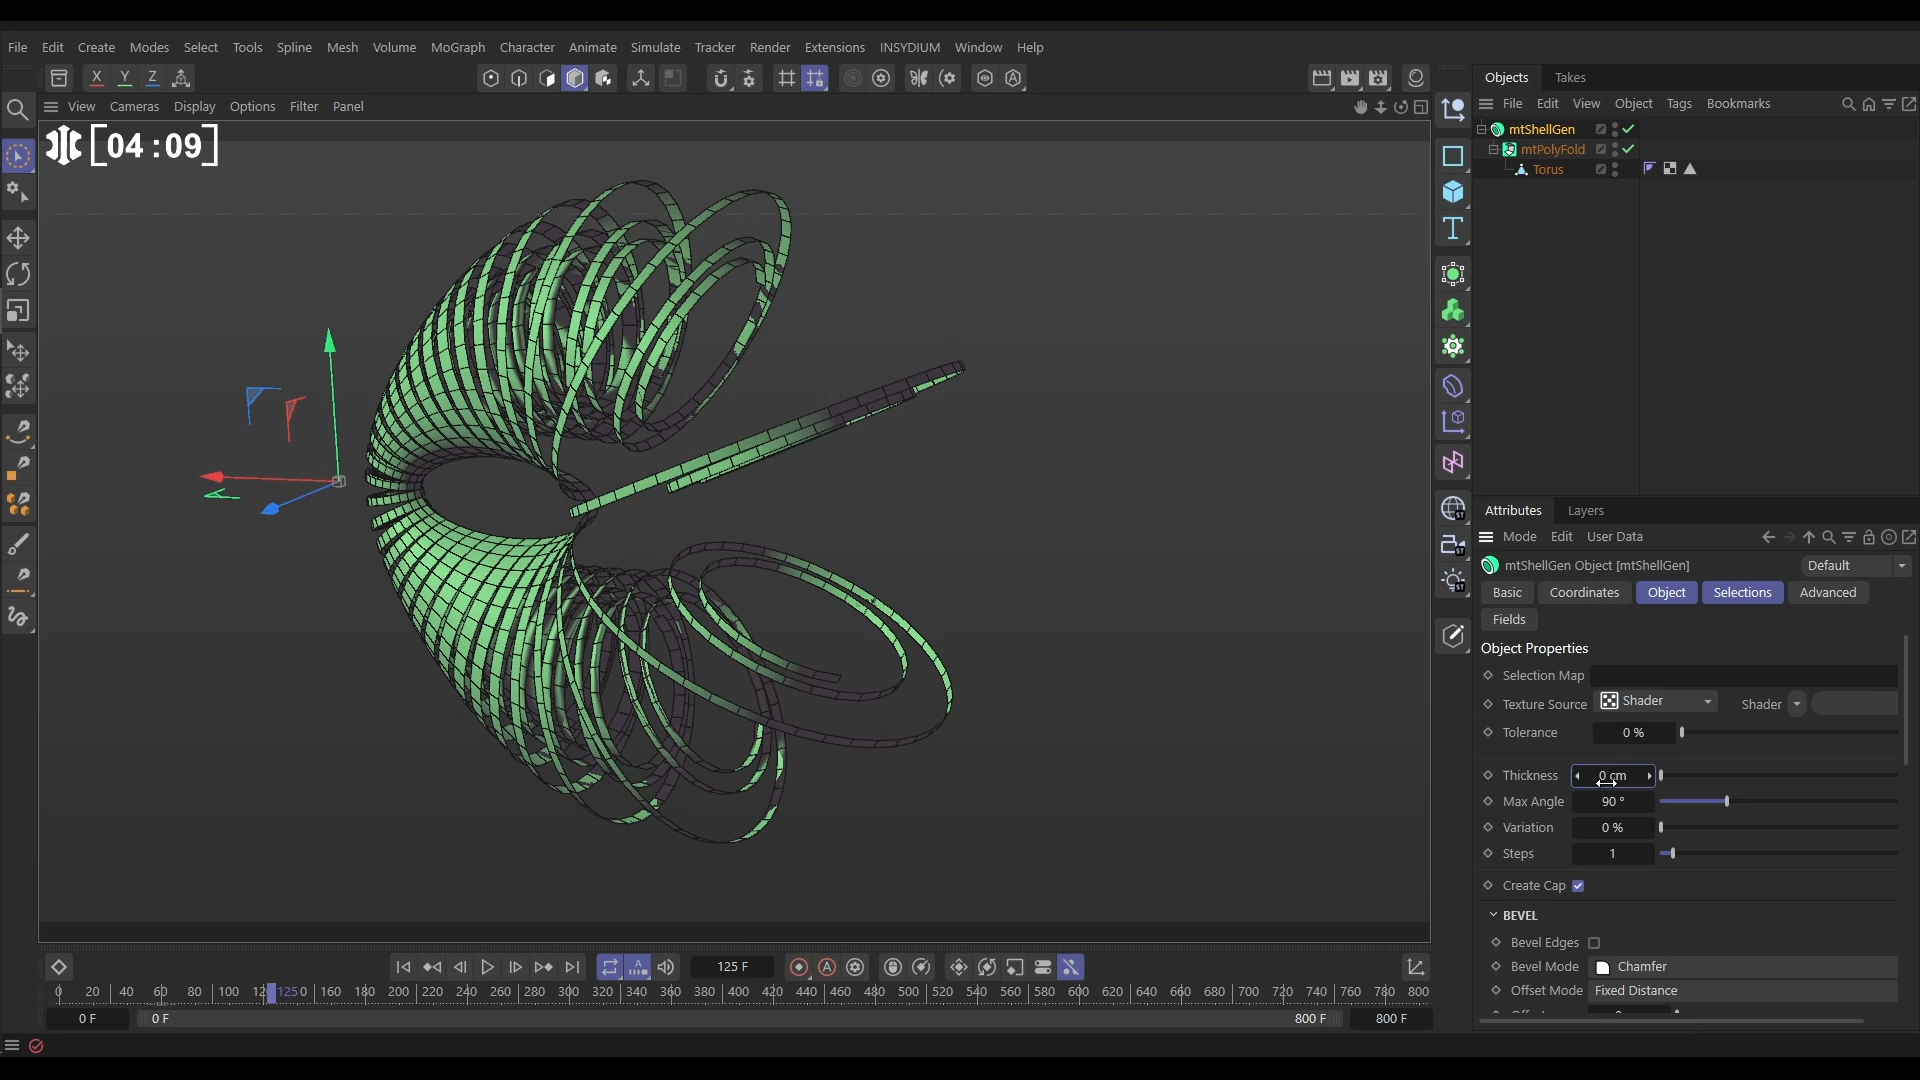 File Edit Create Modes Select Tools Spline Mesh Volume MoGraph Character Animate Simulate Tracker Render Extensions INSYDIUM Window Help
X Y Z
Objects Takes
View Cameras Display Options Filter Panel
File Edit View Object Tags Bookmarks
[04:09]
mtShellGen
mtPolyFold
Torus
Attributes Layers
Mode Edit User Data
mtShellGen Object [mtShellGen] Default
Basic Coordinates Object Selections Advanced
Fields
Object Properties
Selection Map
Texture Source Shader Shader
Tolerance 0 %
Thickness 0 cm
Max Angle 90 °
Variation 0 %
Steps 1
Create Cap
BEVEL
Bevel Edges
Bevel Mode Chamfer
Offset Mode Fixed Distance
125 F
0 20 40 60 80 100 12 125 0 160 180 200 220 240 260 280 300 320 340 360 380 400 420 440 460 480 500 520 540 560 580 600 620 640 660 680 700 720 740 760 780 800
0 F 0 F 800 F 800 F